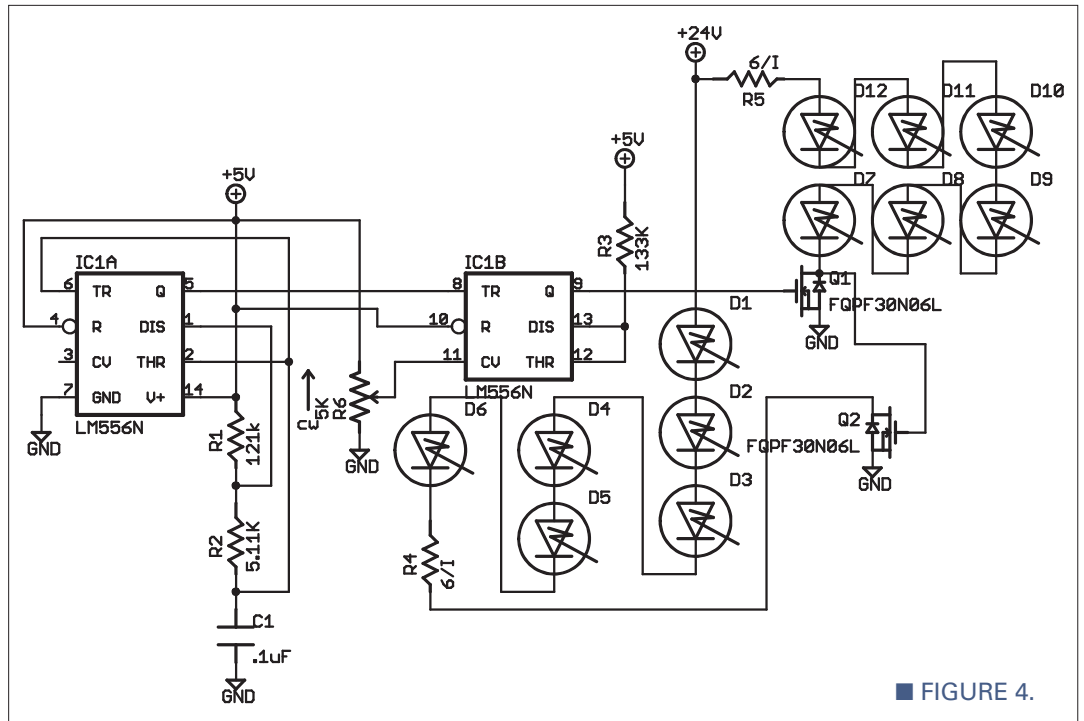 +24V
6/I
R5
D12
D11
D10
+5V
+5V
D7
D8
D9
R3
133K
IC1A
6 TR Q 5
4 R DIS 1
3 CV THR 2
7 GND V+ 14
LM556N
GND
IC1B
8 TR Q 9
10 R DIS 13
11 CV THR 12
LM556N
Q1
FQPF30N06L
GND
D1
D2
D3
cw
5K
R6
GND
D6
D4
D5
Q2
FQPF30N06L
GND
R1
121k
R2
5.11K
R4
6/I
C1
.1uF
GND
■ FIGURE 4.